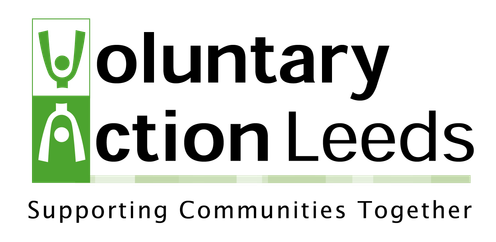 Voluntary
Action Leeds
Supporting Communities Together